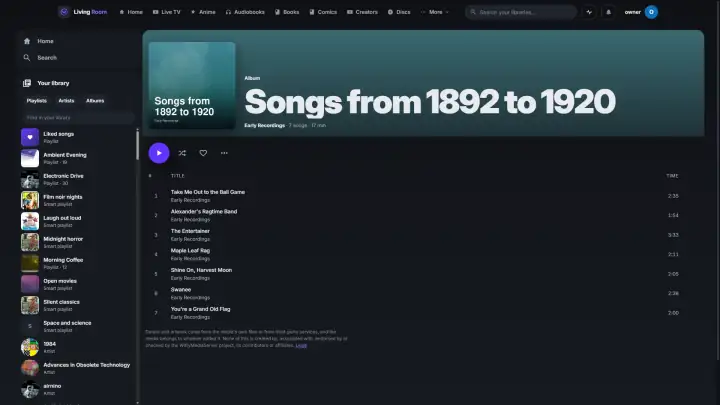 Living Room
Home
Live TV
Anime
Audiobooks
Books
Comics
Creators
Discs
More
Search your libraries...
owner
O
Home
Search
Your library
Playlists
Artists
Albums
Find in your library
Liked songs
Playlist
Ambient Evening
Playlist · 18
Electronic Drive
Playlist · 30
Film noir nights
Smart playlist
Laugh out loud
Smart playlist
Midnight horror
Smart playlist
Morning Coffee
Playlist · 12
Open movies
Smart playlist
Silent classics
Smart playlist
S
Space and science
Smart playlist
1984
Artist
Advances in Obsolete Technology
Artist
airnino
Artist
Songs from
1892 to 1920
Early Recordings
Album
Songs from 1892 to 1920
Early Recordings · 7 songs · 17 min
# TITLE TIME
1 Take Me Out to the Ball Game 2:35
Early Recordings
2 Alexander's Ragtime Band 1:54
Early Recordings
3 The Entertainer
Early Recordings
4 Maple Leaf Rag 2:11
Early Recordings
5 Shine On, Harvest Moon 2:05
Early Recordings
6 Swanee 2:36
Early Recordings
7 You're a Grand Old Flag 2:00
Early Recordings